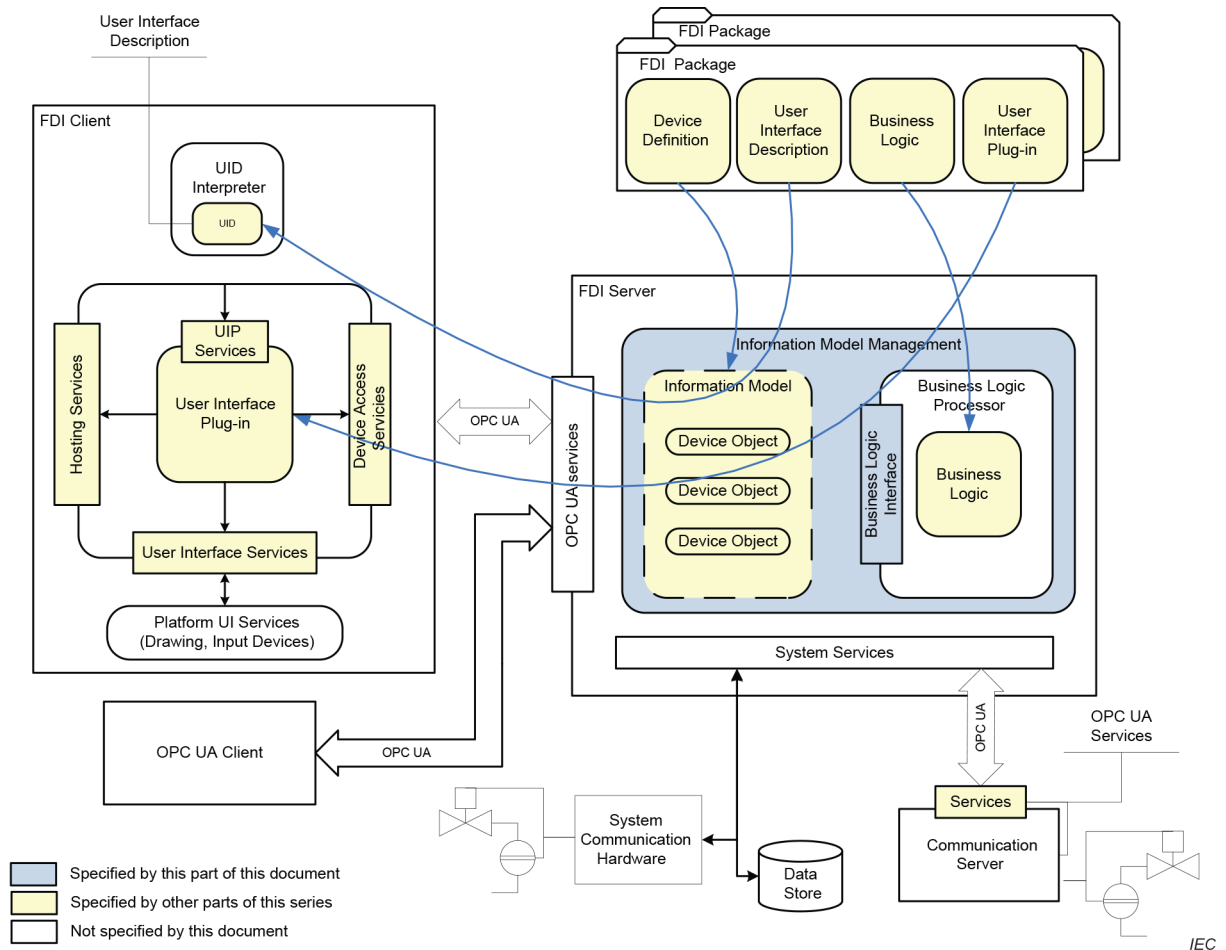 User Interface
Description
FDI Package
FDI Package
Device
Definition
User
Interface
Description
Business
Logic
User
Interface
Plug-in
FDI Client
UID
Interpreter
UID
UIP
Services
Hosting Services
User Interface
Plug-in
Device Access
Servicies
User Interface Services
Platform UI Services
(Drawing, Input Devices)
OPC UA
OPC UA services
FDI Server
Information Model Management
Information Model
Device Object
Device Object
Device Object
Business Logic
Processor
Business Logic
Interface
Business
Logic
System Services
OPC UA Client
OPC UA
OPC UA
OPC UA
Services
System
Communication
Hardware
Data
Store
Services
Communication
Server
Specified by this part of this document
Specified by other parts of this series
Not specified by this document
IEC